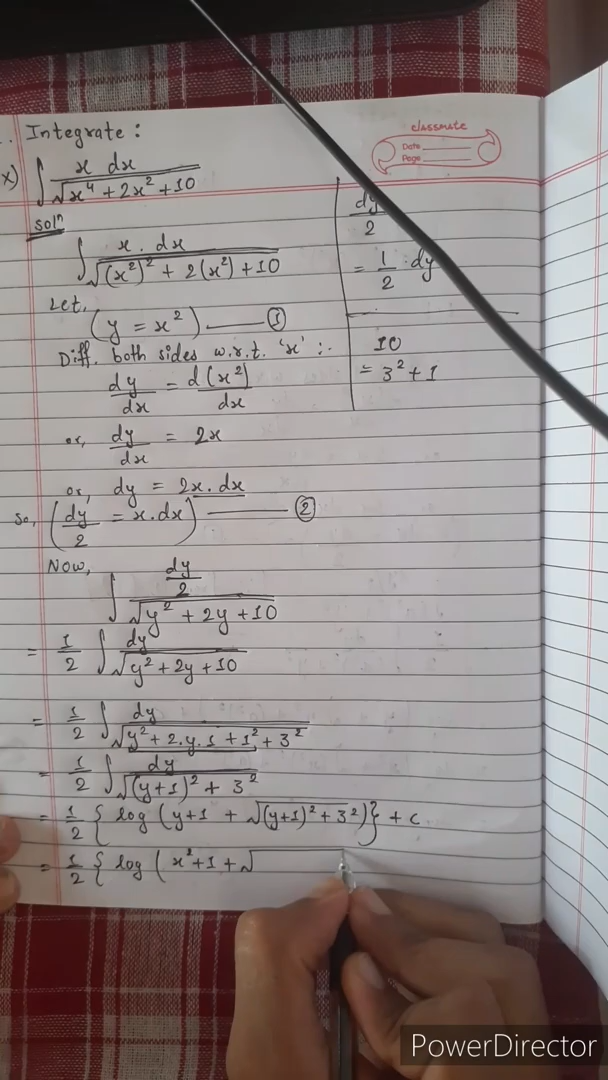 .. Integrate :
x) ∫ x dx / √(x⁴ + 2x² + 10)
solⁿ
∫ x. dx / √((x²)² + 2(x²) + 10)
Let,
(y = x²) —— ①
Diff. both sides w.r.t. 'x' :-
dy/dx = d(x²)/dx
or, dy/dx = 2x
or, dy = 2x. dx
So, (dy/2 = x.dx) —— ②
Now,
∫ (dy/2) / √(y² + 2y + 10)
= 1/2 ∫ dy / √(y² + 2y + 10)
= 1/2 ∫ dy / √(y² + 2.y.1 + 1² + 3²)
= 1/2 ∫ dy / √((y+1)² + 3²)
= 1/2 { log (y+1 + √((y+1)² + 3²) } + c
= 1/2 { log ( x²+1 + √
classmate
Date
Page
dy/2
= 1/2 . dy
10
= 3² + 1
PowerDirector